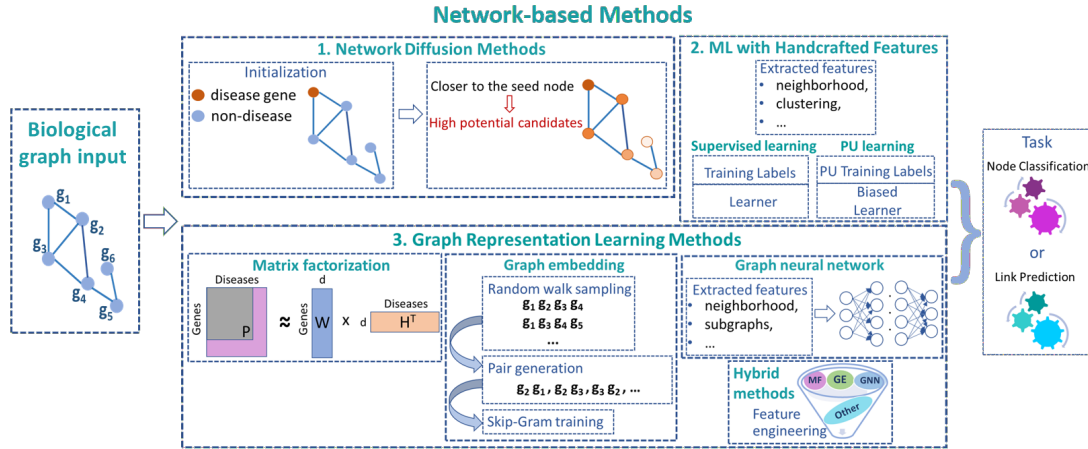 Network-based Methods
Biological
graph input
g1
g2
g3
g6
g4
g5
1. Network Diffusion Methods
Initialization
disease gene
non-disease
Closer to the seed node
High potential candidates
2. ML with Handcrafted Features
Extracted features
• neighborhood,
• clustering,
• ...
Supervised learning
Training Labels
Learner
PU learning
PU Training Labels
Biased
Learner
3. Graph Representation Learning Methods
Matrix factorization
Diseases
Genes
P
≈
d
Genes
W
x
Diseases
d
H^T
Graph embedding
Random walk sampling
g1 g2 g3 g4
g1 g3 g4 g5
...
Pair generation
g2 g1, g2 g3, g3 g2, ...
Skip-Gram training
Graph neural network
Extracted features
• neighborhood,
• subgraphs,
• ...
Hybrid
methods
Feature
engineering
MF
GE
GNN
Other
Task
Node Classification
or
Link Prediction